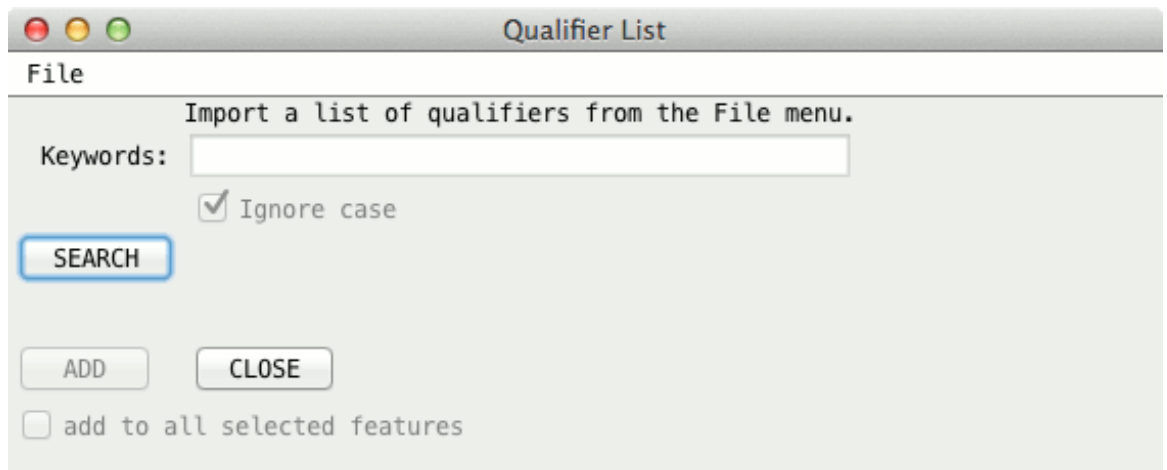 Qualifier List
File
Import a list of qualifiers from the File menu.
Keywords:
Ignore case
SEARCH
ADD CLOSE
add to all selected features